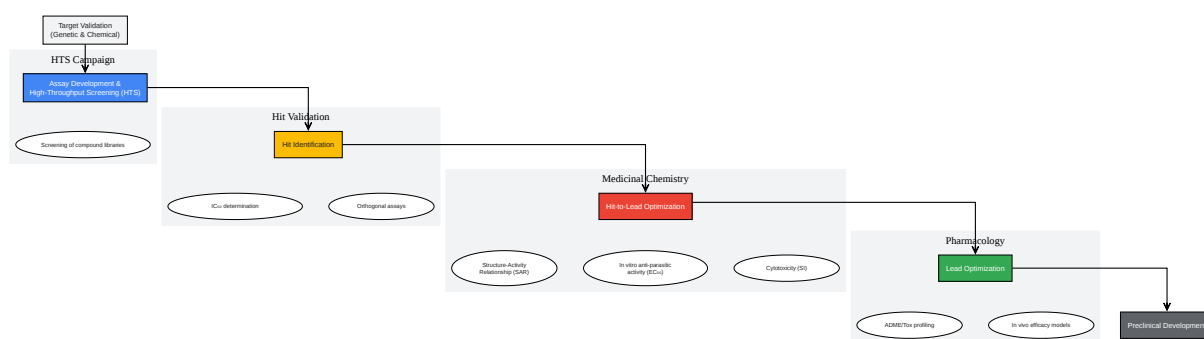 Target Validation
(Genetic & Chemical)
HTS Campaign
Assay Development &
High-Throughput Screening (HTS)
Screening of compound libraries
Hit Validation
Hit Identification
IC₅₀ determination
Orthogonal assays
Medicinal Chemistry
Hit-to-Lead Optimization
Structure-Activity
Relationship (SAR)
In vitro anti-parasitic
activity (EC₅₀)
Cytotoxicity (SI)
Pharmacology
Lead Optimization
ADME/Tox profiling
In vivo efficacy models
Preclinical Development